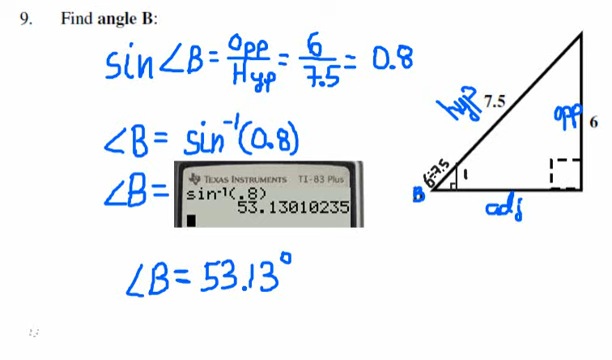 9. Find angle B:
sin∠B = Opp/Hyp = 6/7.5 = 0.8
hyp 7.5
opp 6
∠B = sin⁻¹(0.8)
6÷7.5
1
B
adj
∠B =
TEXAS INSTRUMENTS TI-83 Plus
sin⁻¹(.8)
53.13010235
∠B = 53.13°